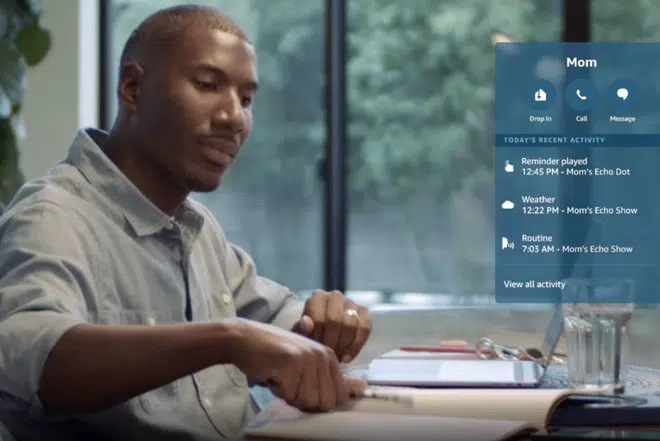 Mom
Drop In Call Message
TODAY'S RECENT ACTIVITY
Reminder played
12:45 PM - Mom's Echo Dot
Weather
12:22 PM - Mom's Echo Show
Routine
7:03 AM - Mom's Echo Show
View all activity